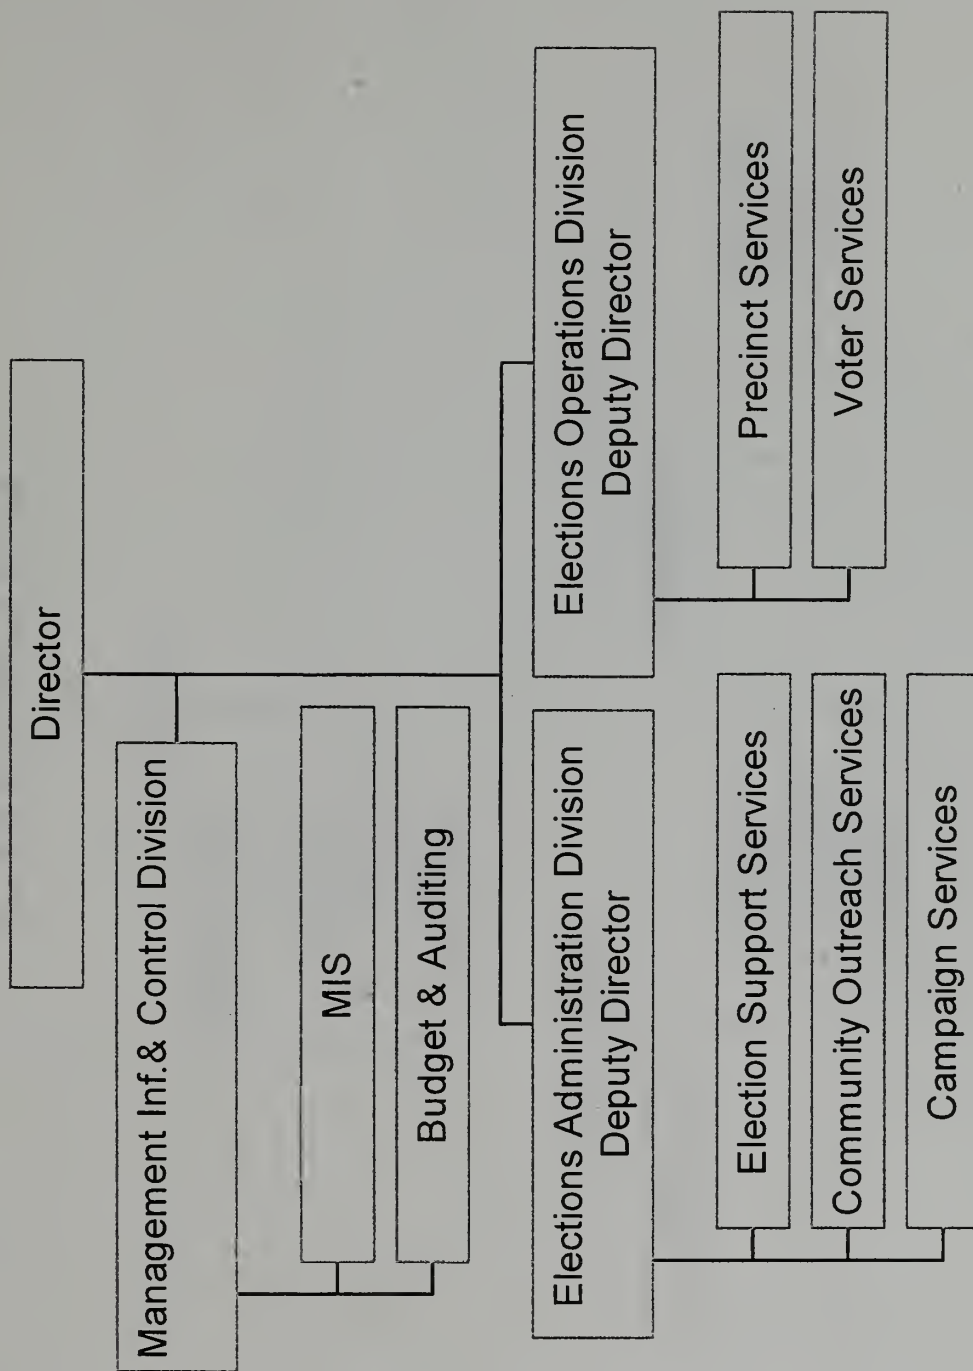 Director
Management Inf.& Control Division
MIS
Budget & Auditing
Elections Administration Division
Deputy Director
Election Support Services
Community Outreach Services
Campaign Services
Elections Operations Division
Deputy Director
Precinct Services
Voter Services